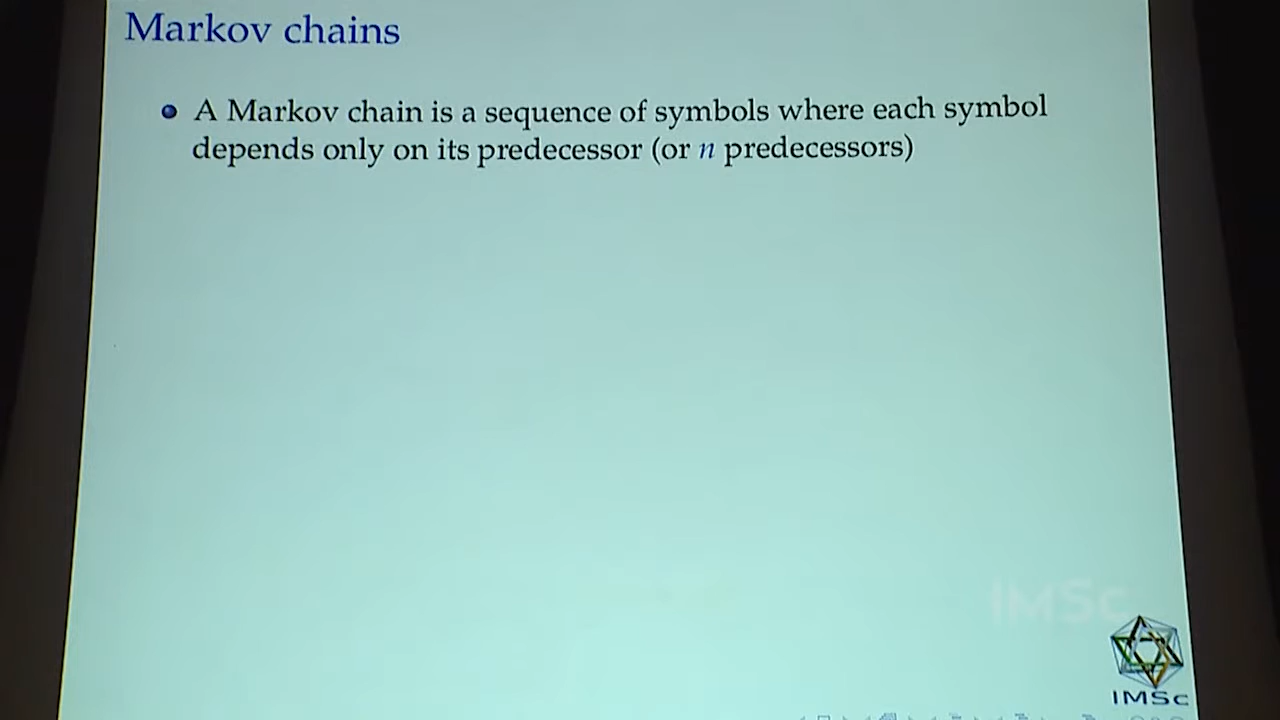 Markov chains
A Markov chain is a sequence of symbols where each symbol
depends only on its predecessor (or n predecessors)
IMSc
IMSc